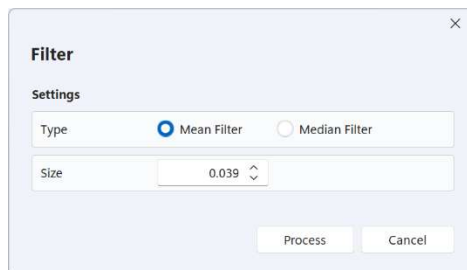 Filter
Settings
Type Mean Filter Median Filter
Size 0.039
Process Cancel